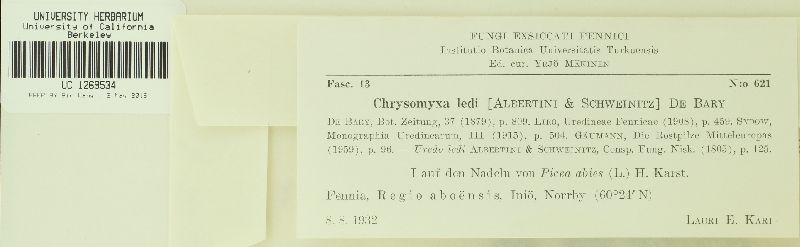 UNIVERSITY HERBARIUM
University of California
Berkeley
UC 1269534
FUNGI EXSICCATI FENNICI
Institutio Botanica Universitatis Turkuensis
Ed. cur. YRJÖ MÄKINEN
Fasc. 13 N:o 621
Chrysomyxa ledi [ALBERTINI & SCHWEINITZ] DE BARY
DE BARY, Bot. Zeitung, 37 (1879), p. 809. LIRO, Uredineae Fennicae (1908), p. 459. SYDOW,
Monographia Uredinearum, III (1915), p. 504. GÄUMANN, Die Rostpilze Mitteleuropas
(1959), p. 96. — Uredo ledi ALBERTINI & SCHWEINITZ, Consp. Fung. Nisk. (1805), p. 125.
I auf den Nadeln von Picea abies (L.) H. Karst.
Fennia, Regio aboënsis, Iniö, Norrby (60°24' N)
8. 8. 1932 LAURI E. KARI